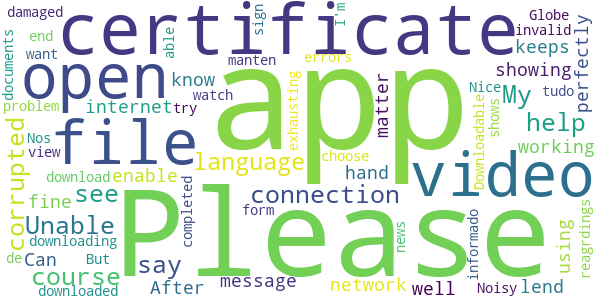 damaged certificate sign I'm Globe
documents end want open able manten errors invalid keeps perfectly
app know showing
problem internet try watch exhausting matter Nice tudo
file My
corrupted Nos view language Downloadable shows help
download enable choose video working
fine see Please connection hand
Unable completed form news informado using reagrdings
downloading say
de Can But course message well lend
downloaded After network Noisy